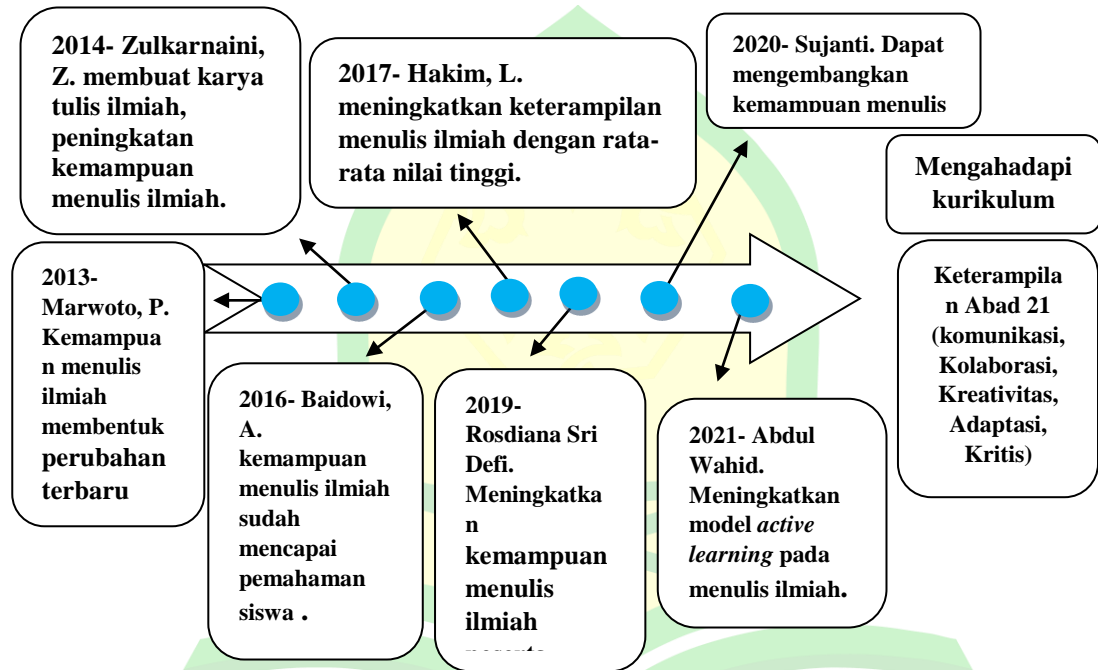 2014- Zulkarnaini,
Z. membuat karya
tulis ilmiah,
peningkatan
kemampuan
menulis ilmiah.
2017- Hakim, L.
meningkatkan keterampilan
menulis ilmiah dengan rata-
rata nilai tinggi.
2020- Sujanti. Dapat
mengembangkan
kemampuan menulis
Mengahadapi
kurikulum
2013-
Marwoto, P.
Kemampua
n menulis
ilmiah
membentuk
perubahan
terbaru
2016- Baidowi,
A.
kemampuan
menulis ilmiah
sudah
mencapai
pemahaman
siswa .
2019-
Rosdiana Sri
Defi.
Meningkatka
n
kemampuan
menulis
ilmiah
2021- Abdul
Wahid.
Meningkatkan
model active
learning pada
menulis ilmiah.
Keterampila
n Abad 21
(komunikasi,
Kolaborasi,
Kreativitas,
Adaptasi,
Kritis)